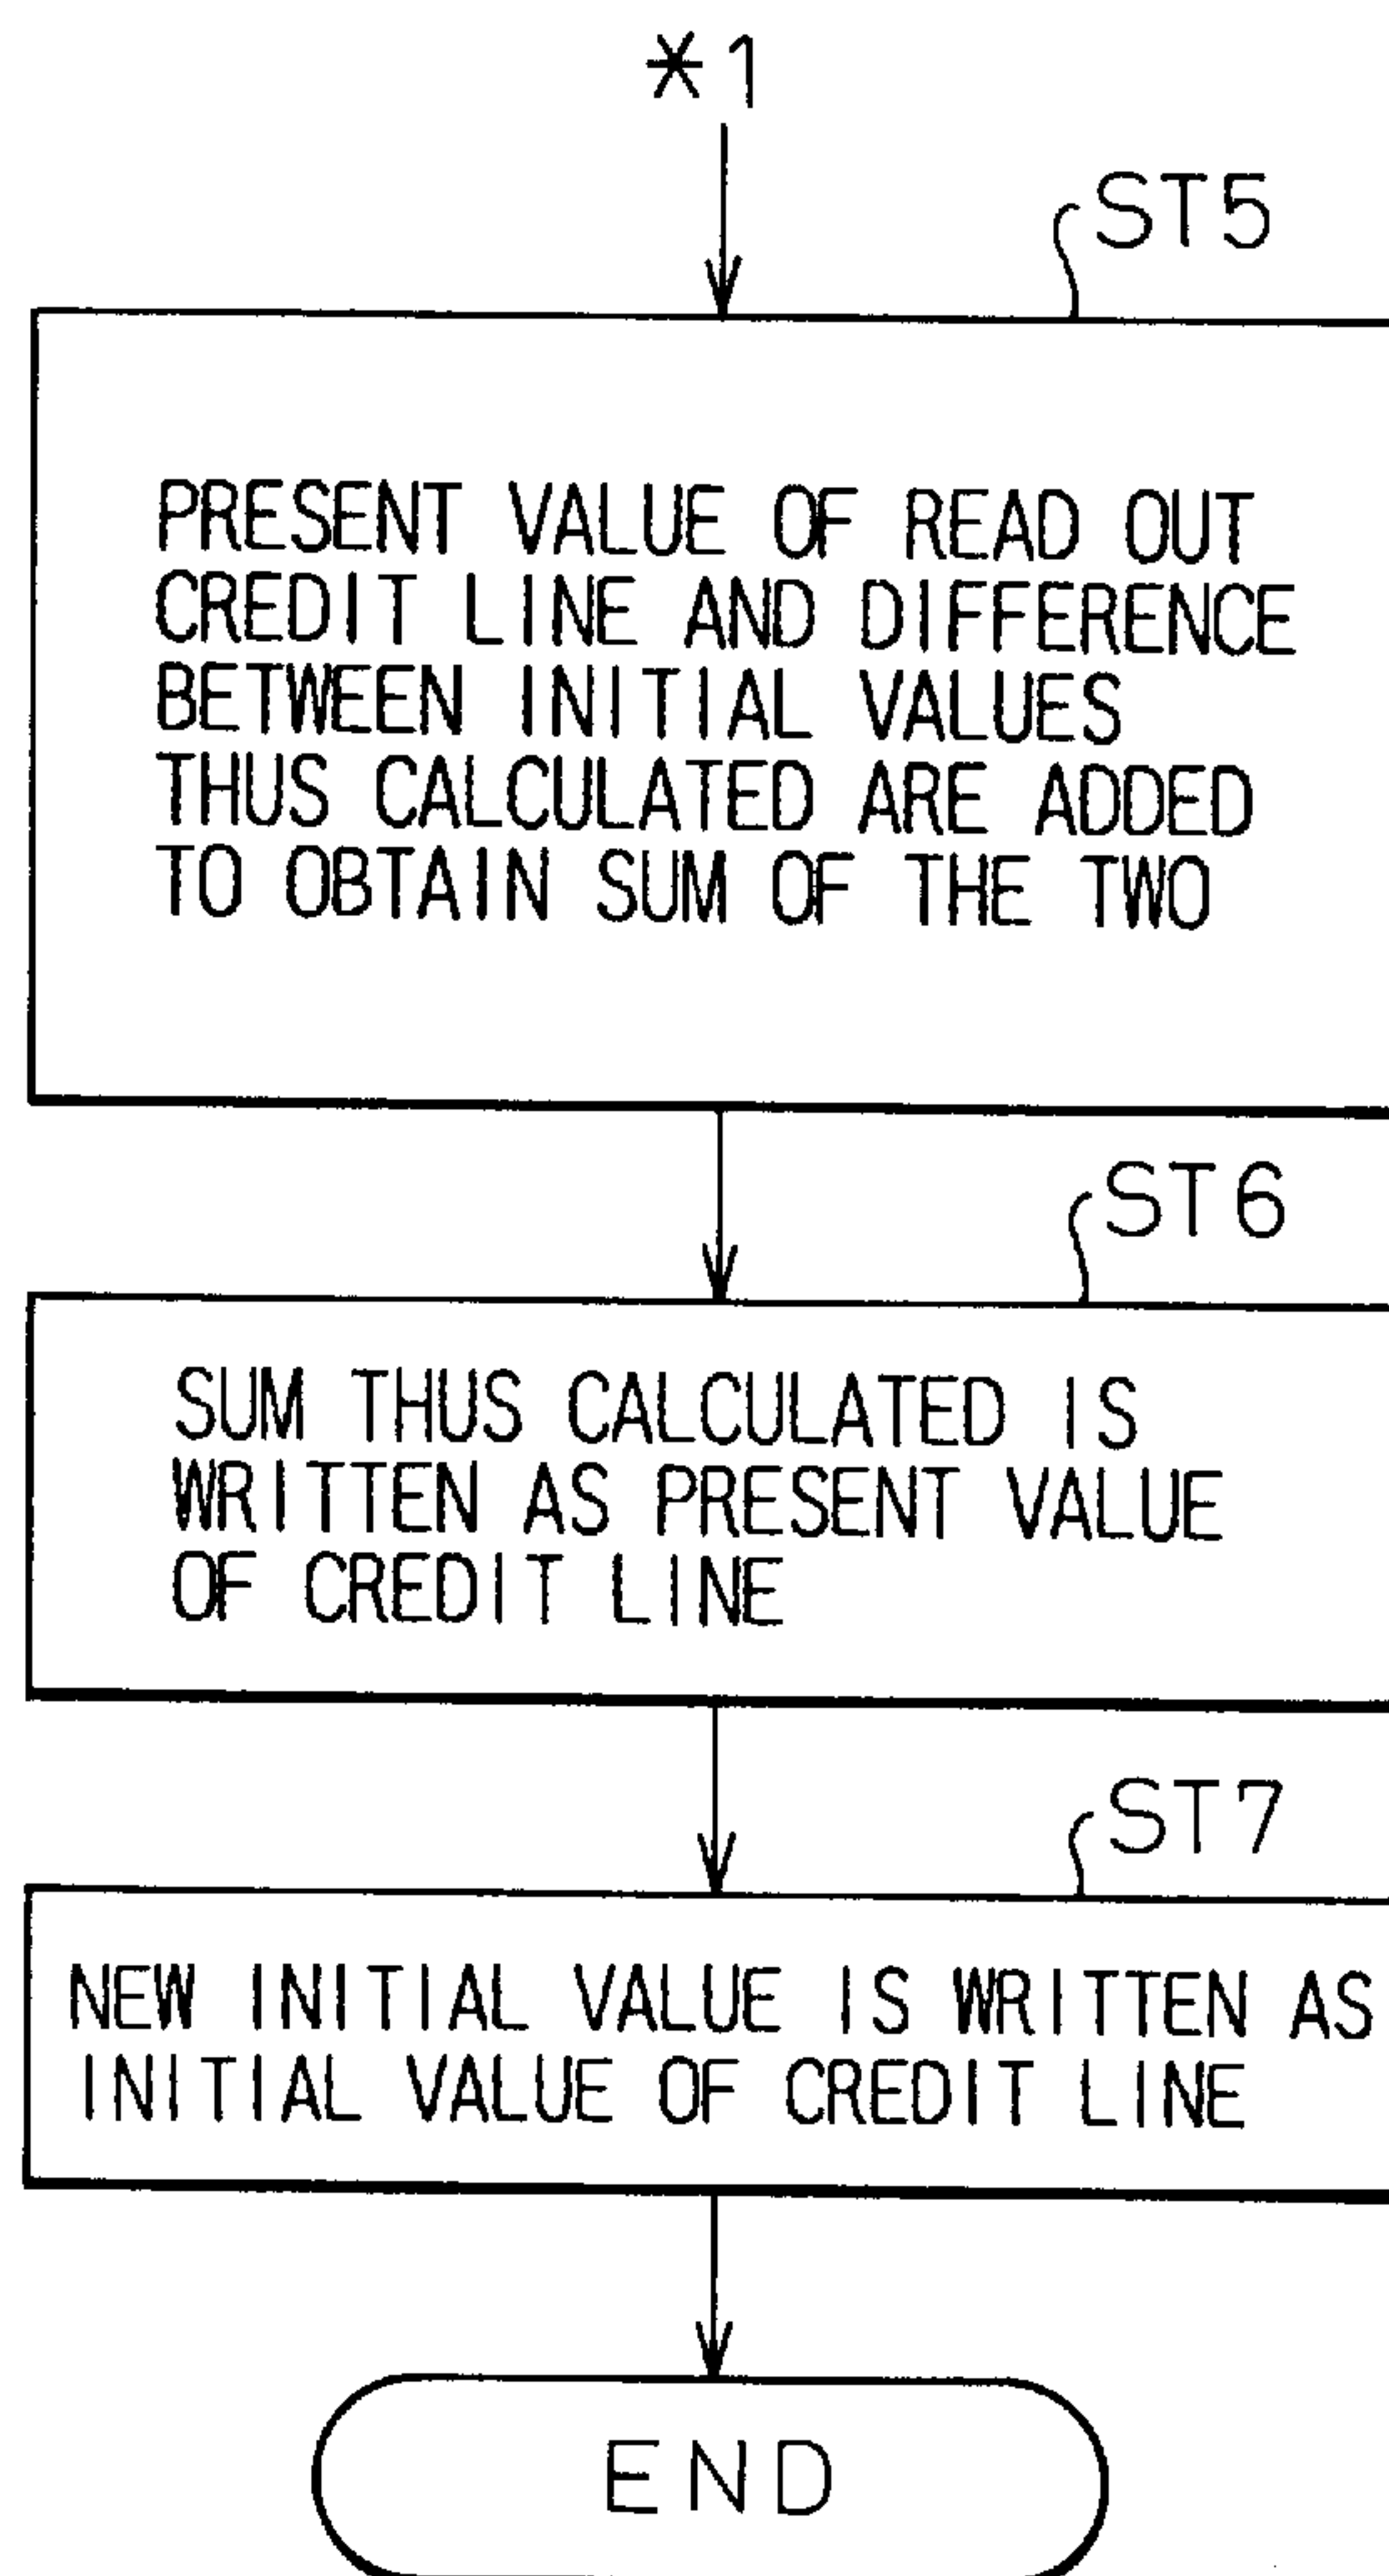 *1
ST5
PRESENT VALUE OF READ OUT
CREDIT LINE AND DIFFERENCE
BETWEEN INITIAL VALUES
THUS CALCULATED ARE ADDED
TO OBTAIN SUM OF THE TWO
ST6
SUM THUS CALCULATED IS
WRITTEN AS PRESENT VALUE
OF CREDIT LINE
ST7
NEW INITIAL VALUE IS WRITTEN AS
INITIAL VALUE OF CREDIT LINE
END